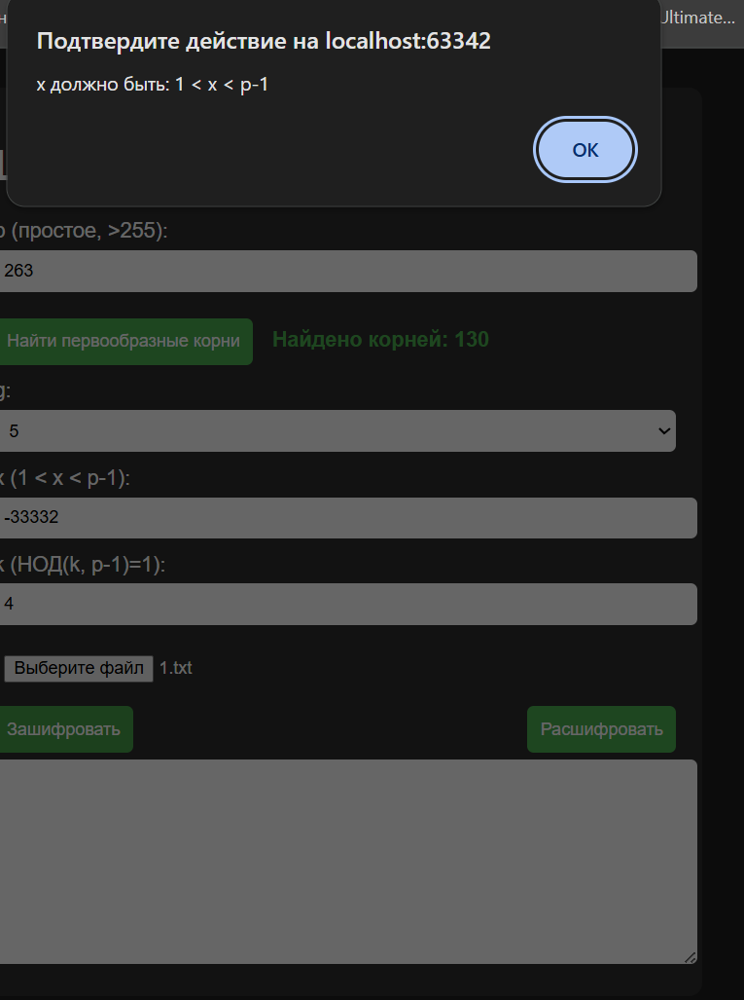 Ultimate...
Подтвердите действие на localhost:63342
x должно быть: 1 < x < p-1
OK
p (простое, >255):
263
Найти первообразные корни
Найдено корней: 130
g:
5
x (1 < x < p-1):
-33332
k (НОД(k, p-1)=1):
4
Выберите файл 1.txt
Зашифровать
Расшифровать